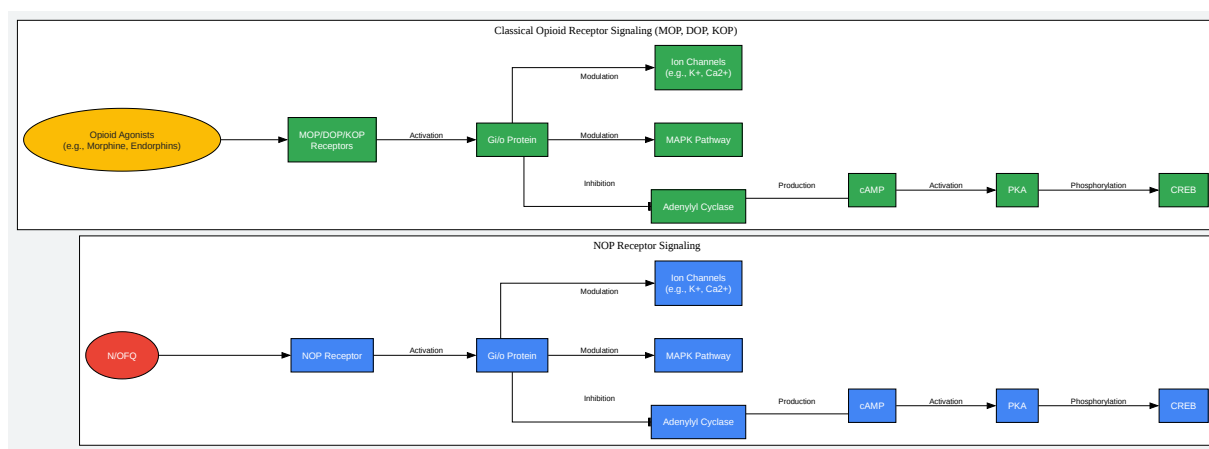 Classical Opioid Receptor Signaling (MOP, DOP, KOP)
Opioid Agonists
(e.g., Morphine, Endorphins)
MOP/DOP/KOP
Receptors
Activation
Gi/o Protein
Modulation
Ion Channels
(e.g., K+, Ca2+)
Modulation
MAPK Pathway
Inhibition
Adenylyl Cyclase
Production
cAMP
Activation
PKA
Phosphorylation
CREB
NOP Receptor Signaling
N/OFQ
NOP Receptor
Activation
Gi/o Protein
Modulation
Ion Channels
(e.g., K+, Ca2+)
Modulation
MAPK Pathway
Inhibition
Adenylyl Cyclase
Production
cAMP
Activation
PKA
Phosphorylation
CREB